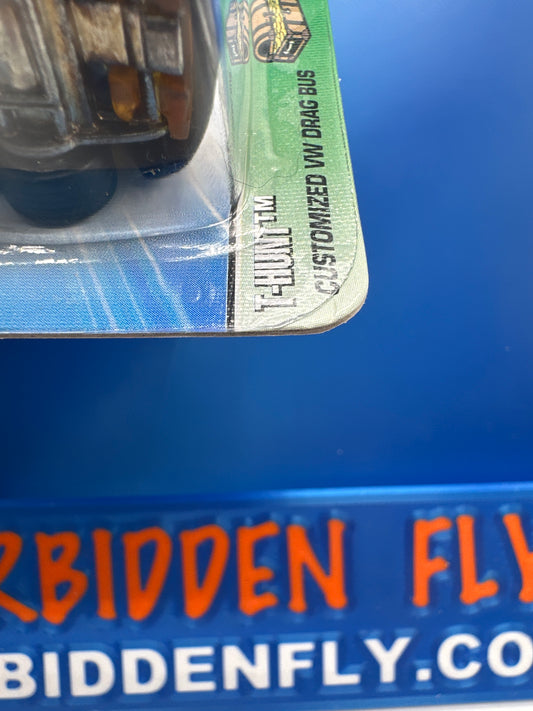 T-HUNT™
CUSTOMIZED VW DRAG BUS
RBIDDEN FLY
BIDDENFLY.CO